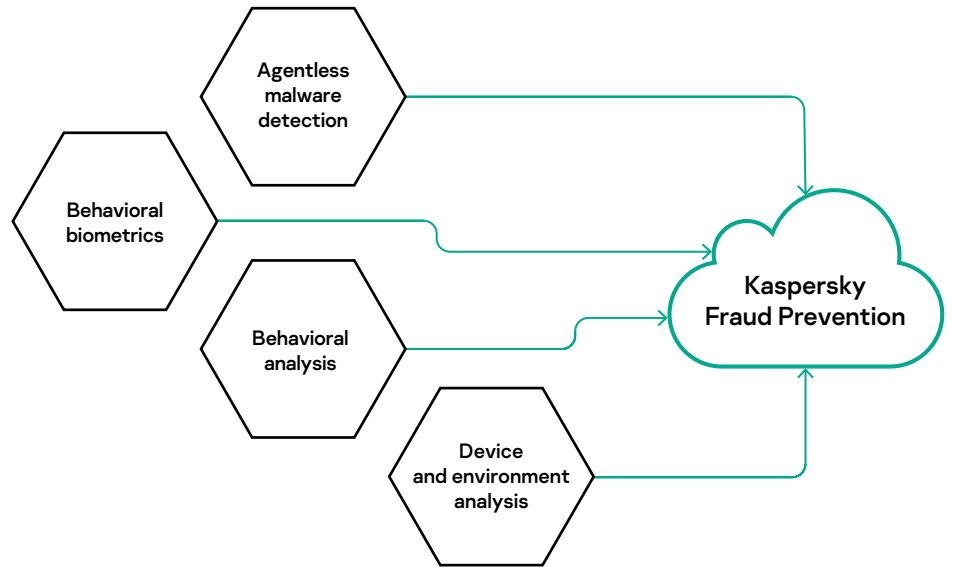 Agentless
malware
detection
Behavioral
biometrics
Behavioral
analysis
Device
and environment
analysis
Kaspersky
Fraud Prevention